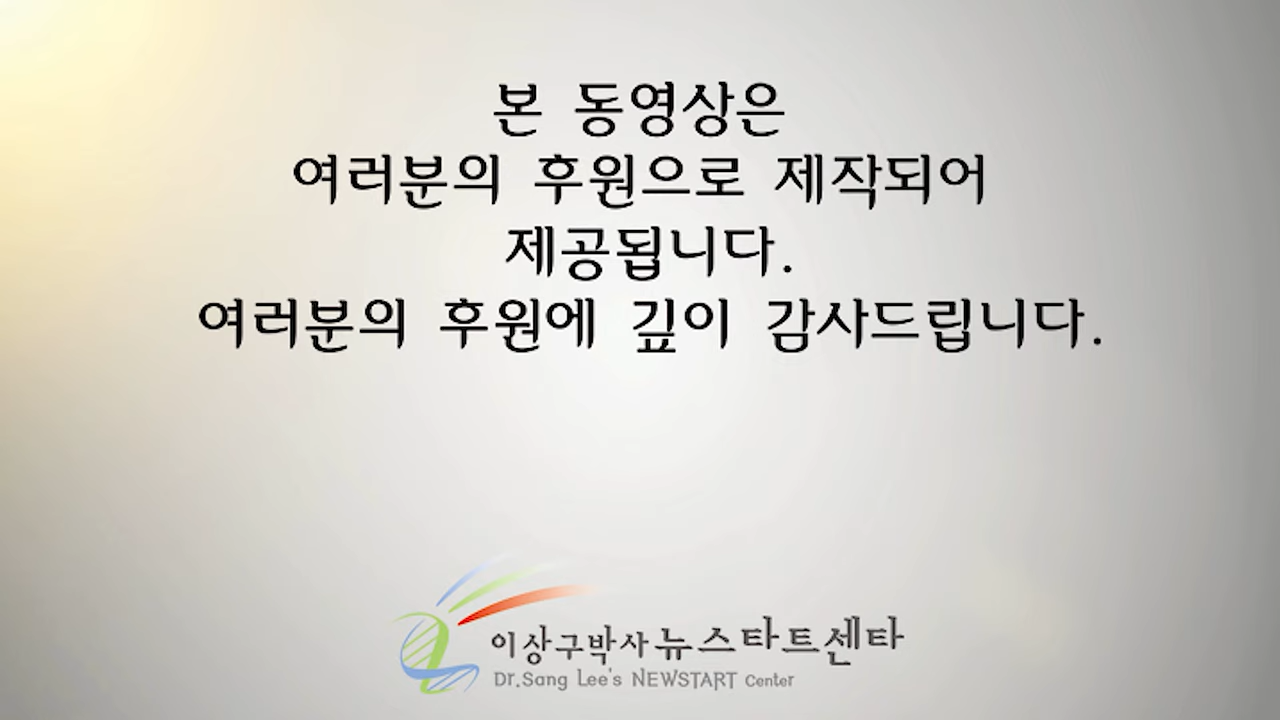 본 동영상은
여러분의 후원으로 제작되어
제공됩니다.
여러분의 후원에 깊이 감사드립니다.
이상구박사 뉴스타트센타
Dr.Sang Lee's NEWSTART Center